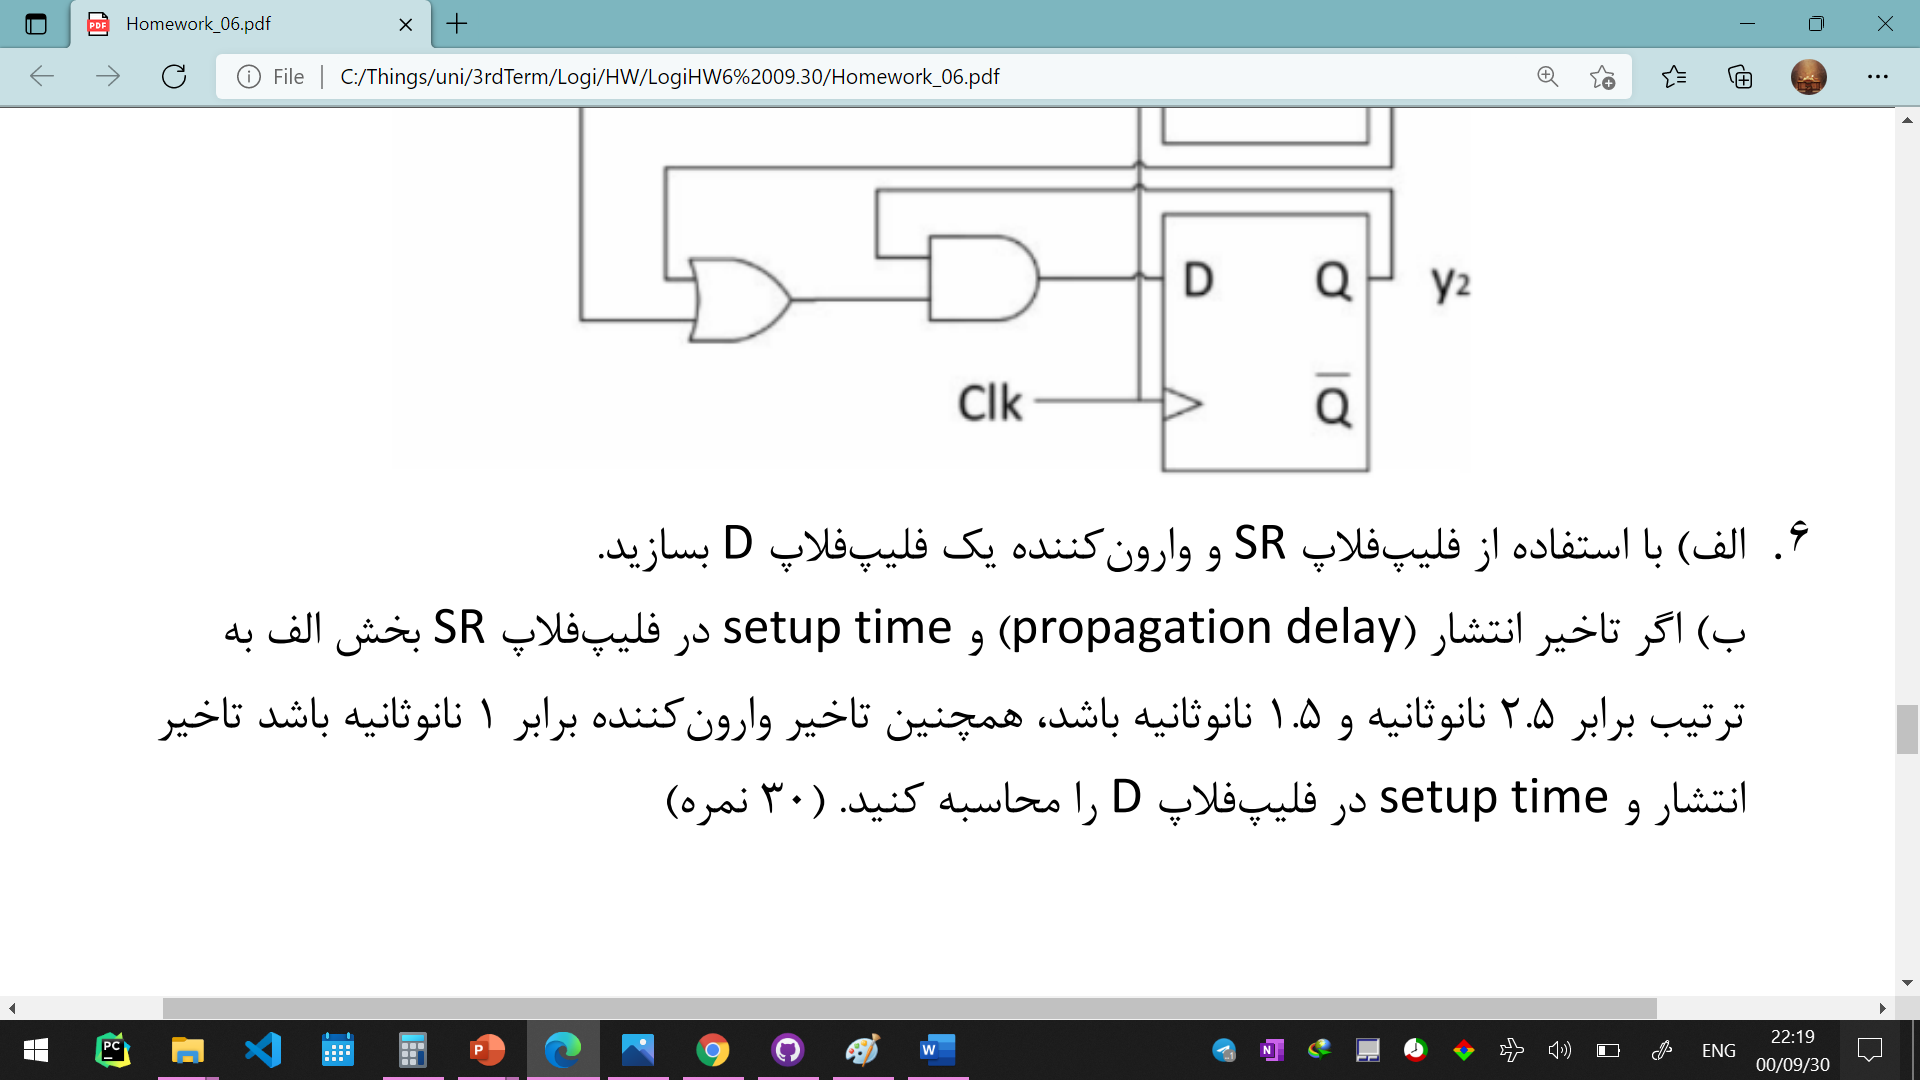 Homework_06.pdf
File
C:/Things/uni/3rdTerm/Logi/HW/LogiHW6%2009.30/Homework_06.pdf
D Q y2
Clk Q̅
۶. الف) با استفاده از فلیپ‌فلاپ SR و وارون‌کننده یک فلیپ‌فلاپ D بسازید.
ب) اگر تاخیر انتشار (propagation delay) و setup time در فلیپ‌فلاپ SR بخش الف به
ترتیب برابر ۲.۵ نانوثانیه و ۱.۵ نانوثانیه باشد، همچنین تاخیر وارون‌کننده برابر ۱ نانوثانیه باشد تاخیر
انتشار و setup time در فلیپ‌فلاپ D را محاسبه کنید. (۳۰ نمره)
ENG
22:19
00/09/30